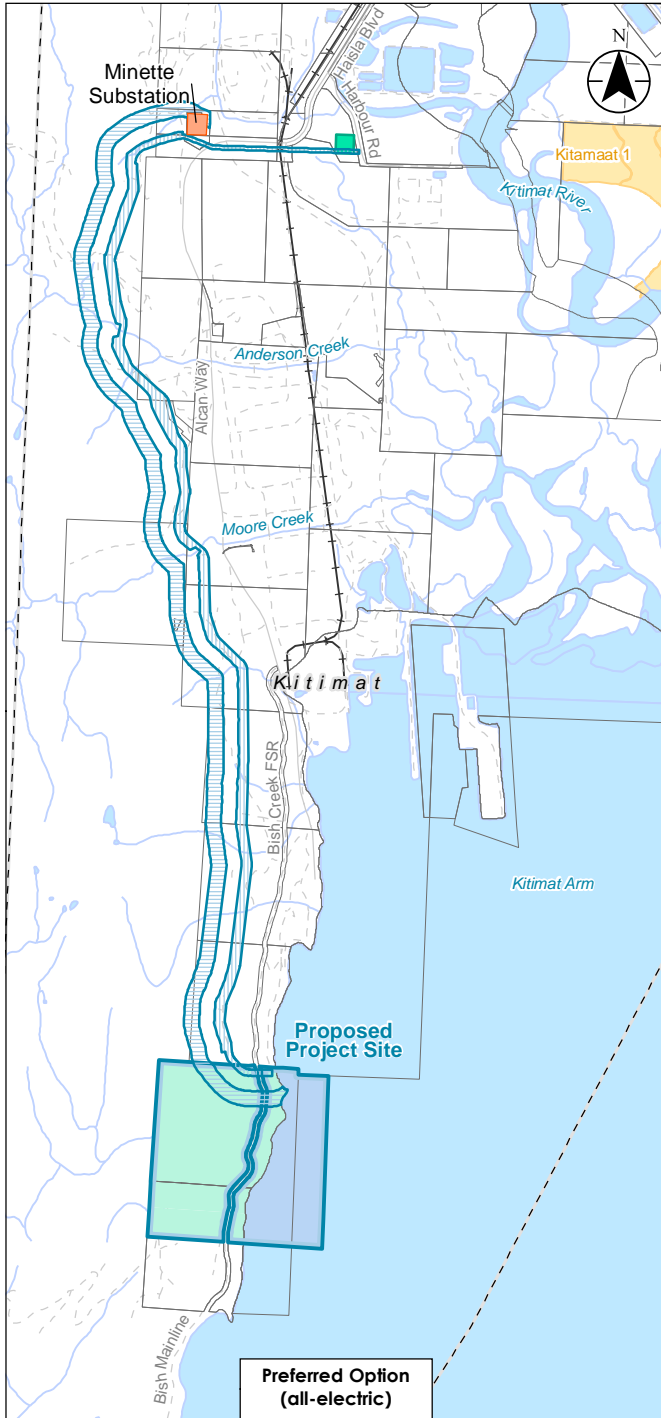 N
Minette
Substation
Haisla Blvd
Harbour Rd
Kitamaat 1
Kitimat River
Anderson Creek
Alcan Way
Moore Creek
Kitimat
Bish Creek FSR
Kitimat Arm
Proposed
Project Site
Bish Mainline
Preferred Option
(all-electric)